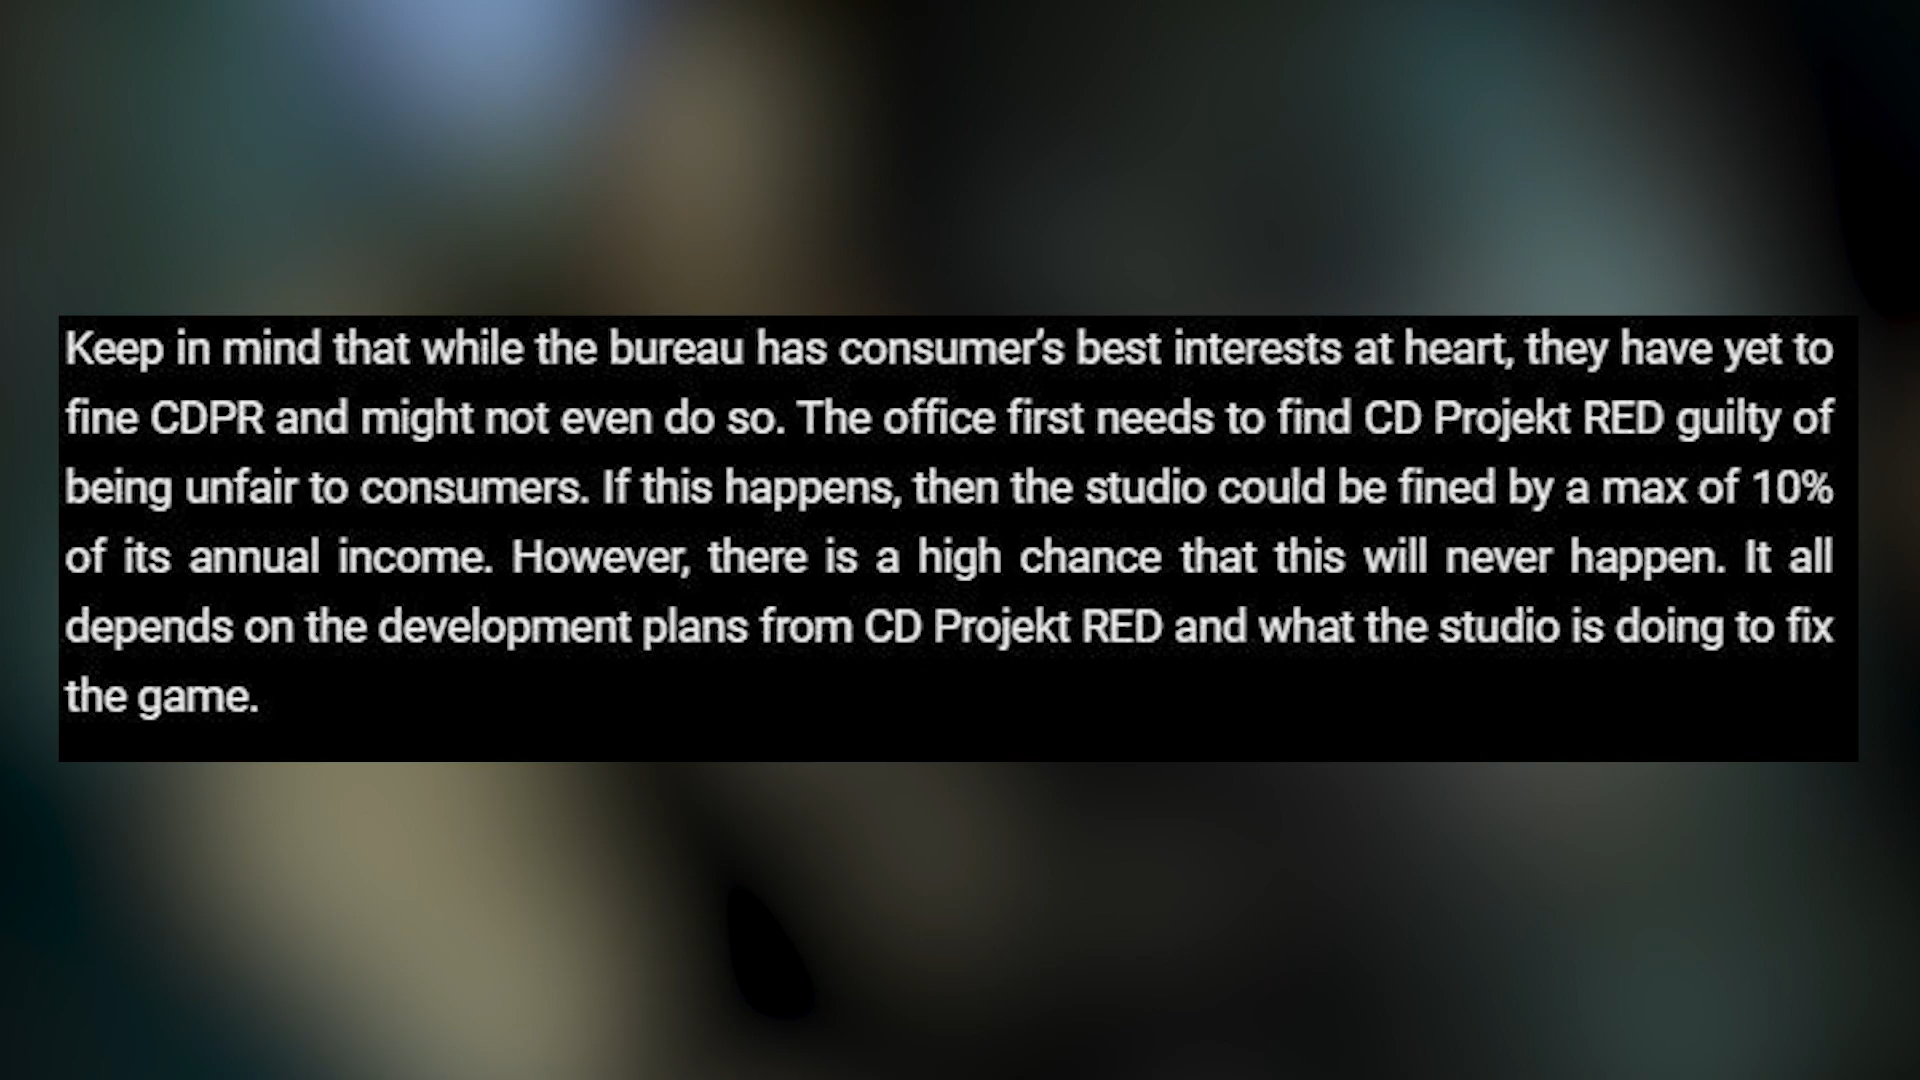 Keep in mind that while the bureau has consumer’s best interests at heart, they have yet to
fine CDPR and might not even do so. The office first needs to find CD Projekt RED guilty of
being unfair to consumers. If this happens, then the studio could be fined by a max of 10%
of its annual income. However, there is a high chance that this will never happen. It all
depends on the development plans from CD Projekt RED and what the studio is doing to fix
the game.